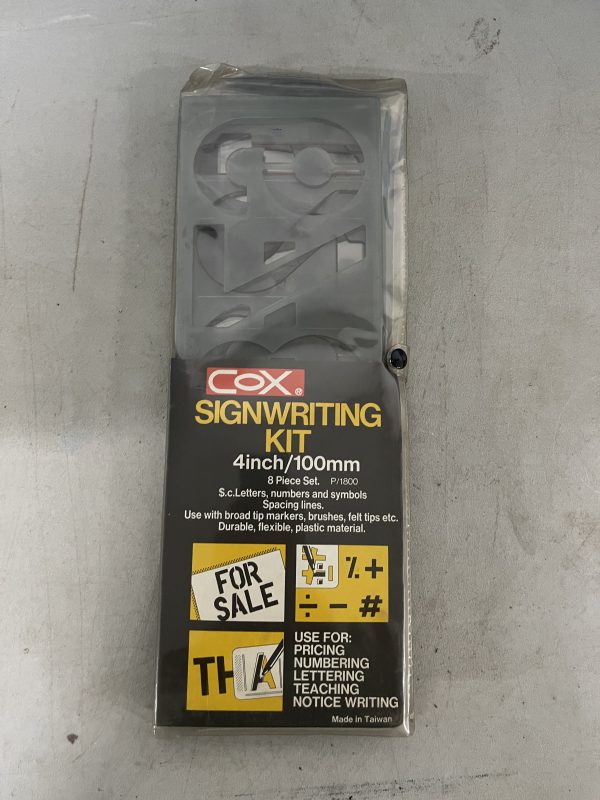 COX®
SIGNWRITING
KIT
4inch/100mm
8 Piece Set. P/1800
$.c.Letters, numbers and symbols
Spacing lines.
Use with broad tip markers, brushes, felt tips etc.
Durable, flexible, plastic material.
FOR
SALE
% +
÷ − #
THA
USE FOR:
PRICING
NUMBERING
LETTERING
TEACHING
NOTICE WRITING
Made in Taiwan